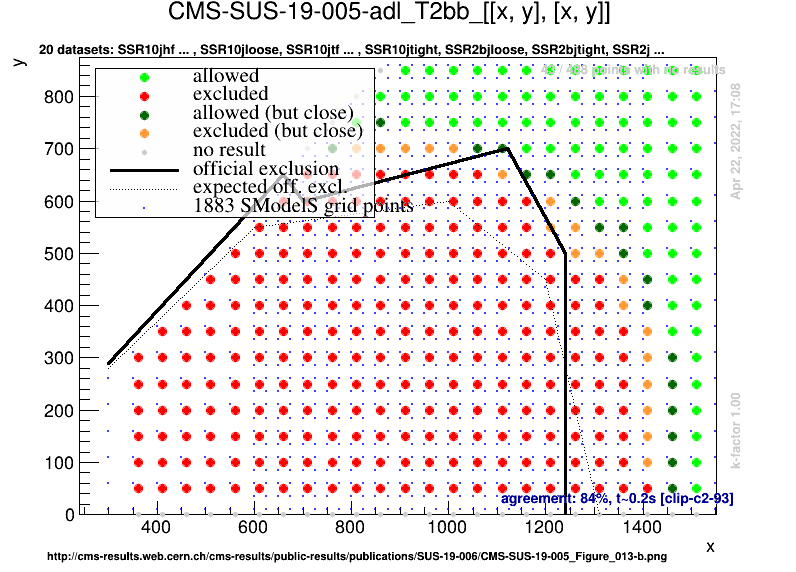 CMS-SUS-19-005-adl_T2bb_[[x, y], [x, y]]
20 datasets: SSR10jhf ... , SSR10jloose, SSR10jtf ... , SSR10jtight, SSR2bjloose, SSR2bjtight, SSR2j ...
y
points with no results
allowed
excluded
allowed (but close)
excluded (but close)
no result
official exclusion
expected off. excl.
1883 SModelS grid points
800
700
600
500
400
300
200
100
0
400 600 800 1000 1200 1400
x
Apr 22, 2022, 17:08
k-factor 1.00
agreement: 84%, t~0.2s [clip-c2-93]
http://cms-results.web.cern.ch/cms-results/public-results/publications/SUS-19-006/CMS-SUS-19-005_Figure_013-b.png